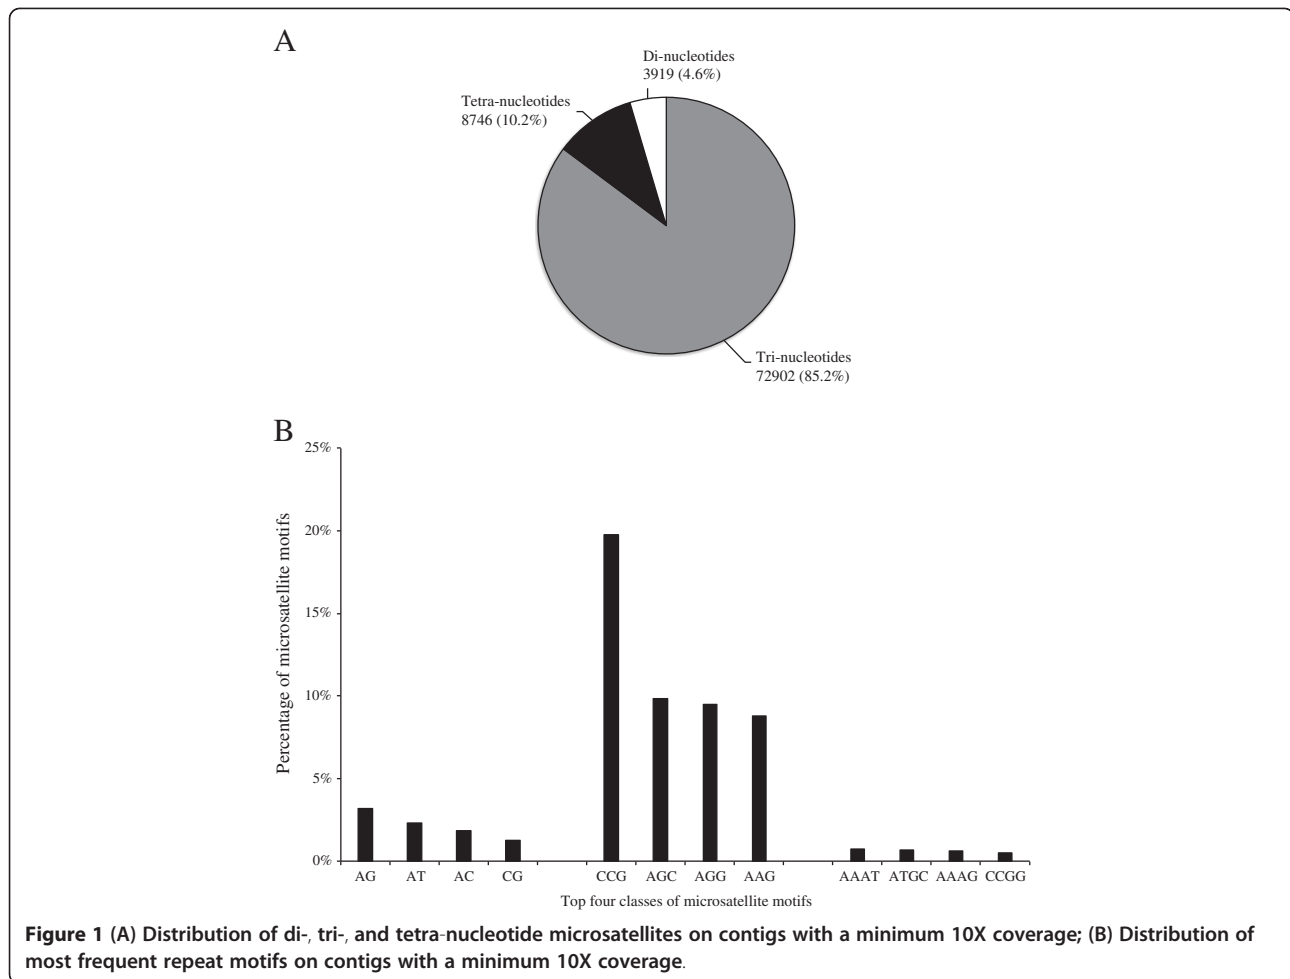 A
Di-nucleotides
3919 (4.6%)
Tetra-nucleotides
8746 (10.2%)
Tri-nucleotides
72902 (85.2%)
B
25%
20%
15%
10%
5%
0%
Percentage of microsatellite motifs
AG AT AC CG CCG AGC AGG AAG AAAT ATGC AAAG CCGG
Top four classes of microsatellite motifs
Figure 1 (A) Distribution of di-, tri-, and tetra-nucleotide microsatellites on contigs with a minimum 10X coverage; (B) Distribution of
most frequent repeat motifs on contigs with a minimum 10X coverage.